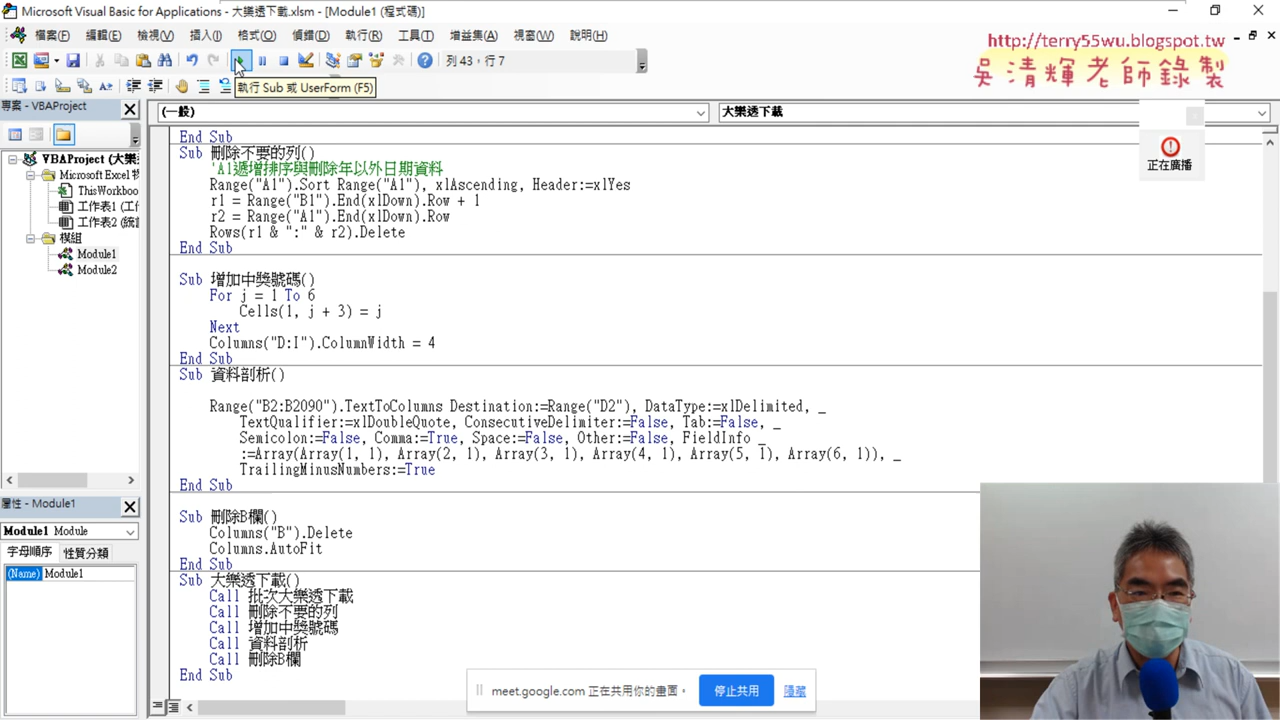 Microsoft Visual Basic for Applications - 大樂透下載.xlsm - [Module1 (程式碼)]
檔案(F) 編輯(E) 檢視(V) 插入(I) 格式(O) 偵錯(D) 執行(R) 工具(T) 增益集(A) 視窗(W) 說明(H)
http://terry55wu.blogspot.tw
吳清輝老師錄製
列 43，行 7
執行 Sub 或 UserForm (F5)
專案 - VBAProject
(一般)
大樂透下載
正在廣播
VBAProject (大樂
Microsoft Excel 物
ThisWorkboo
工作表1 (工作
工作表2 (統計
模組
Module1
Module2
End Sub
Sub 刪除不要的列()
'A1遞增排序與刪除年以外日期資料
Range("A1").Sort Range("A1"), xlAscending, Header:=xlYes
r1 = Range("B1").End(xlDown).Row + 1
r2 = Range("A1").End(xlDown).Row
Rows(r1 & ":" & r2).Delete
End Sub
Sub 增加中獎號碼()
For j = 1 To 6
Cells(1, j + 3) = j
Next
Columns("D:I").ColumnWidth = 4
End Sub
Sub 資料剖析()
Range("B2:B2090").TextToColumns Destination:=Range("D2"), DataType:=xlDelimited, _
TextQualifier:=xlDoubleQuote, ConsecutiveDelimiter:=False, Tab:=False, _
Semicolon:=False, Comma:=True, Space:=False, Other:=False, FieldInfo _
:=Array(Array(1, 1), Array(2, 1), Array(3, 1), Array(4, 1), Array(5, 1), Array(6, 1)), _
TrailingMinusNumbers:=True
End Sub
Sub 刪除B欄()
Columns("B").Delete
Columns.AutoFit
End Sub
Sub 大樂透下載()
Call 批次大樂透下載
Call 刪除不要的列
Call 增加中獎號碼
Call 資料剖析
Call 刪除B欄
End Sub
屬性 - Module1
Module1 Module
字母順序 性質分類
(Name) Module1
meet.google.com 正在共用你的畫面。 停止共用 隱藏